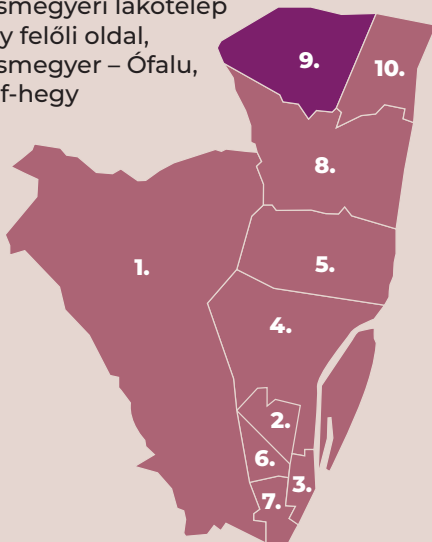 smegyeri lakótelep
y felőli oldal,
smegyer – Ófalu,
f-hegy
9.
10.
8.
1.
5.
4.
2.
6.
3.
7.